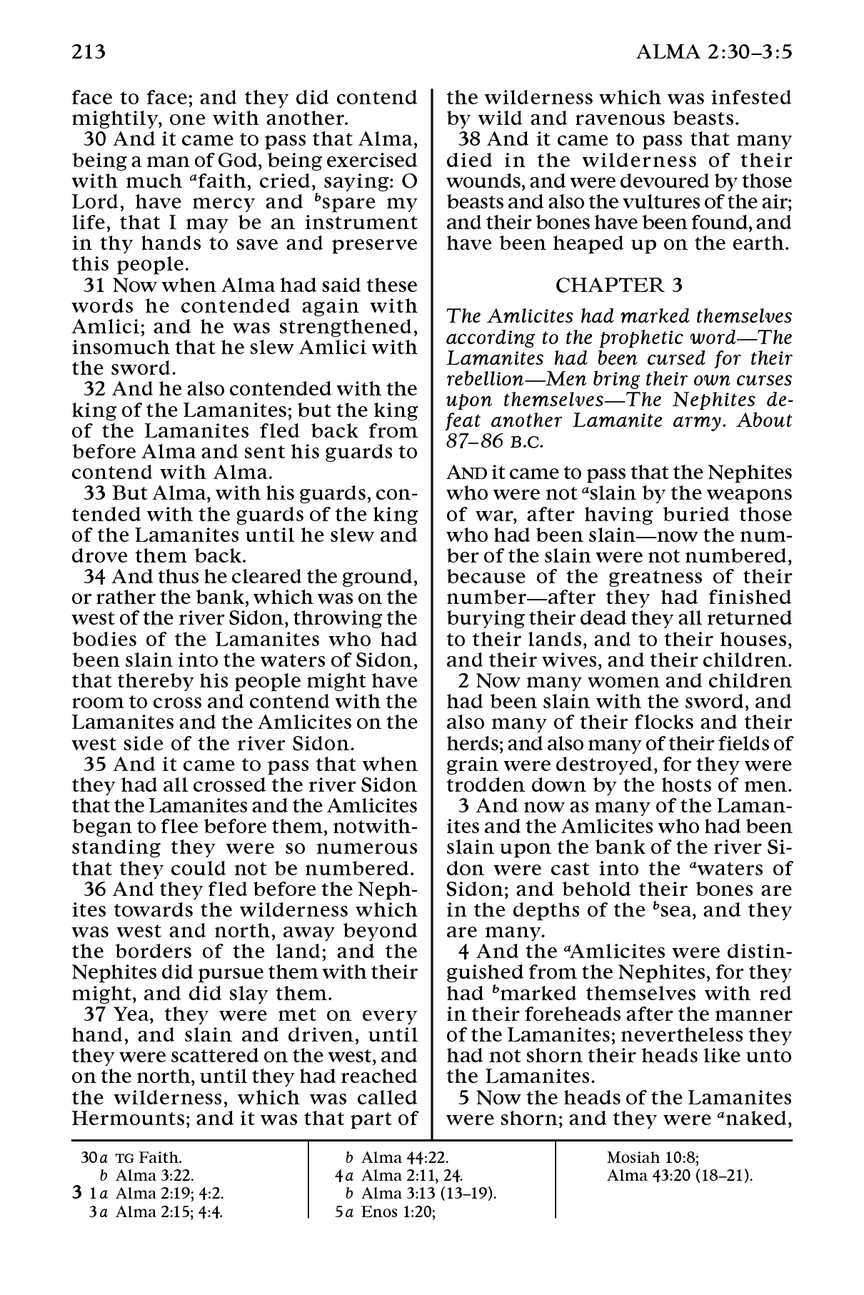 213
ALMA 2:30–3:5
face to face; and they did contend
mightily, one with another.
30 And it came to pass that Alma,
being a man of God, being exercised
with much afaith, cried, saying: O
Lord, have mercy and bspare my
life, that I may be an instrument
in thy hands to save and preserve
this people.
31 Now when Alma had said these
words he contended again with
Amlici; and he was strengthened,
insomuch that he slew Amlici with
the sword.
32 And he also contended with the
king of the Lamanites; but the king
of the Lamanites fled back from
before Alma and sent his guards to
contend with Alma.
33 But Alma, with his guards, con-
tended with the guards of the king
of the Lamanites until he slew and
drove them back.
34 And thus he cleared the ground,
or rather the bank, which was on the
west of the river Sidon, throwing the
bodies of the Lamanites who had
been slain into the waters of Sidon,
that thereby his people might have
room to cross and contend with the
Lamanites and the Amlicites on the
west side of the river Sidon.
35 And it came to pass that when
they had all crossed the river Sidon
that the Lamanites and the Amlicites
began to flee before them, notwith-
standing they were so numerous
that they could not be numbered.
36 And they fled before the Neph-
ites towards the wilderness which
was west and north, away beyond
the borders of the land; and the
Nephites did pursue them with their
might, and did slay them.
37 Yea, they were met on every
hand, and slain and driven, until
they were scattered on the west, and
on the north, until they had reached
the wilderness, which was called
Hermounts; and it was that part of
the wilderness which was infested
by wild and ravenous beasts.
38 And it came to pass that many
died in the wilderness of their
wounds, and were devoured by those
beasts and also the vultures of the air;
and their bones have been found, and
have been heaped up on the earth.
CHAPTER 3
The Amlicites had marked themselves
according to the prophetic word—The
Lamanites had been cursed for their
rebellion—Men bring their own curses
upon themselves—The Nephites de-
feat another Lamanite army. About
87–86 B.C.
AND it came to pass that the Nephites
who were not aslain by the weapons
of war, after having buried those
who had been slain—now the num-
ber of the slain were not numbered,
because of the greatness of their
number—after they had finished
burying their dead they all returned
to their lands, and to their houses,
and their wives, and their children.
2 Now many women and children
had been slain with the sword, and
also many of their flocks and their
herds; and also many of their fields of
grain were destroyed, for they were
trodden down by the hosts of men.
3 And now as many of the Laman-
ites and the Amlicites who had been
slain upon the bank of the river Si-
don were cast into the awaters of
Sidon; and behold their bones are
in the depths of the bsea, and they
are many.
4 And the aAmlicites were distin-
guished from the Nephites, for they
had bmarked themselves with red
in their foreheads after the manner
of the Lamanites; nevertheless they
had not shorn their heads like unto
the Lamanites.
5 Now the heads of the Lamanites
were shorn; and they were anaked,
30a TG Faith.
b Alma 3:22.
3 1a Alma 2:19; 4:2.
3a Alma 2:15; 4:4.
b Alma 44:22.
4a Alma 2:11, 24.
b Alma 3:13 (13–19).
5a Enos 1:20;
Mosiah 10:8;
Alma 43:20 (18–21).